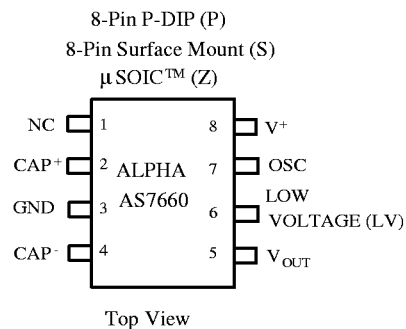 8-Pin P-DIP (P)
8-Pin Surface Mount (S)
μSOIC™ (Z)
NC 1 8 V+
CAP+ 2 ALPHA 7 OSC
GND 3 AS7660 6 LOW
VOLTAGE (LV)
CAP- 4 5 VOUT
Top View